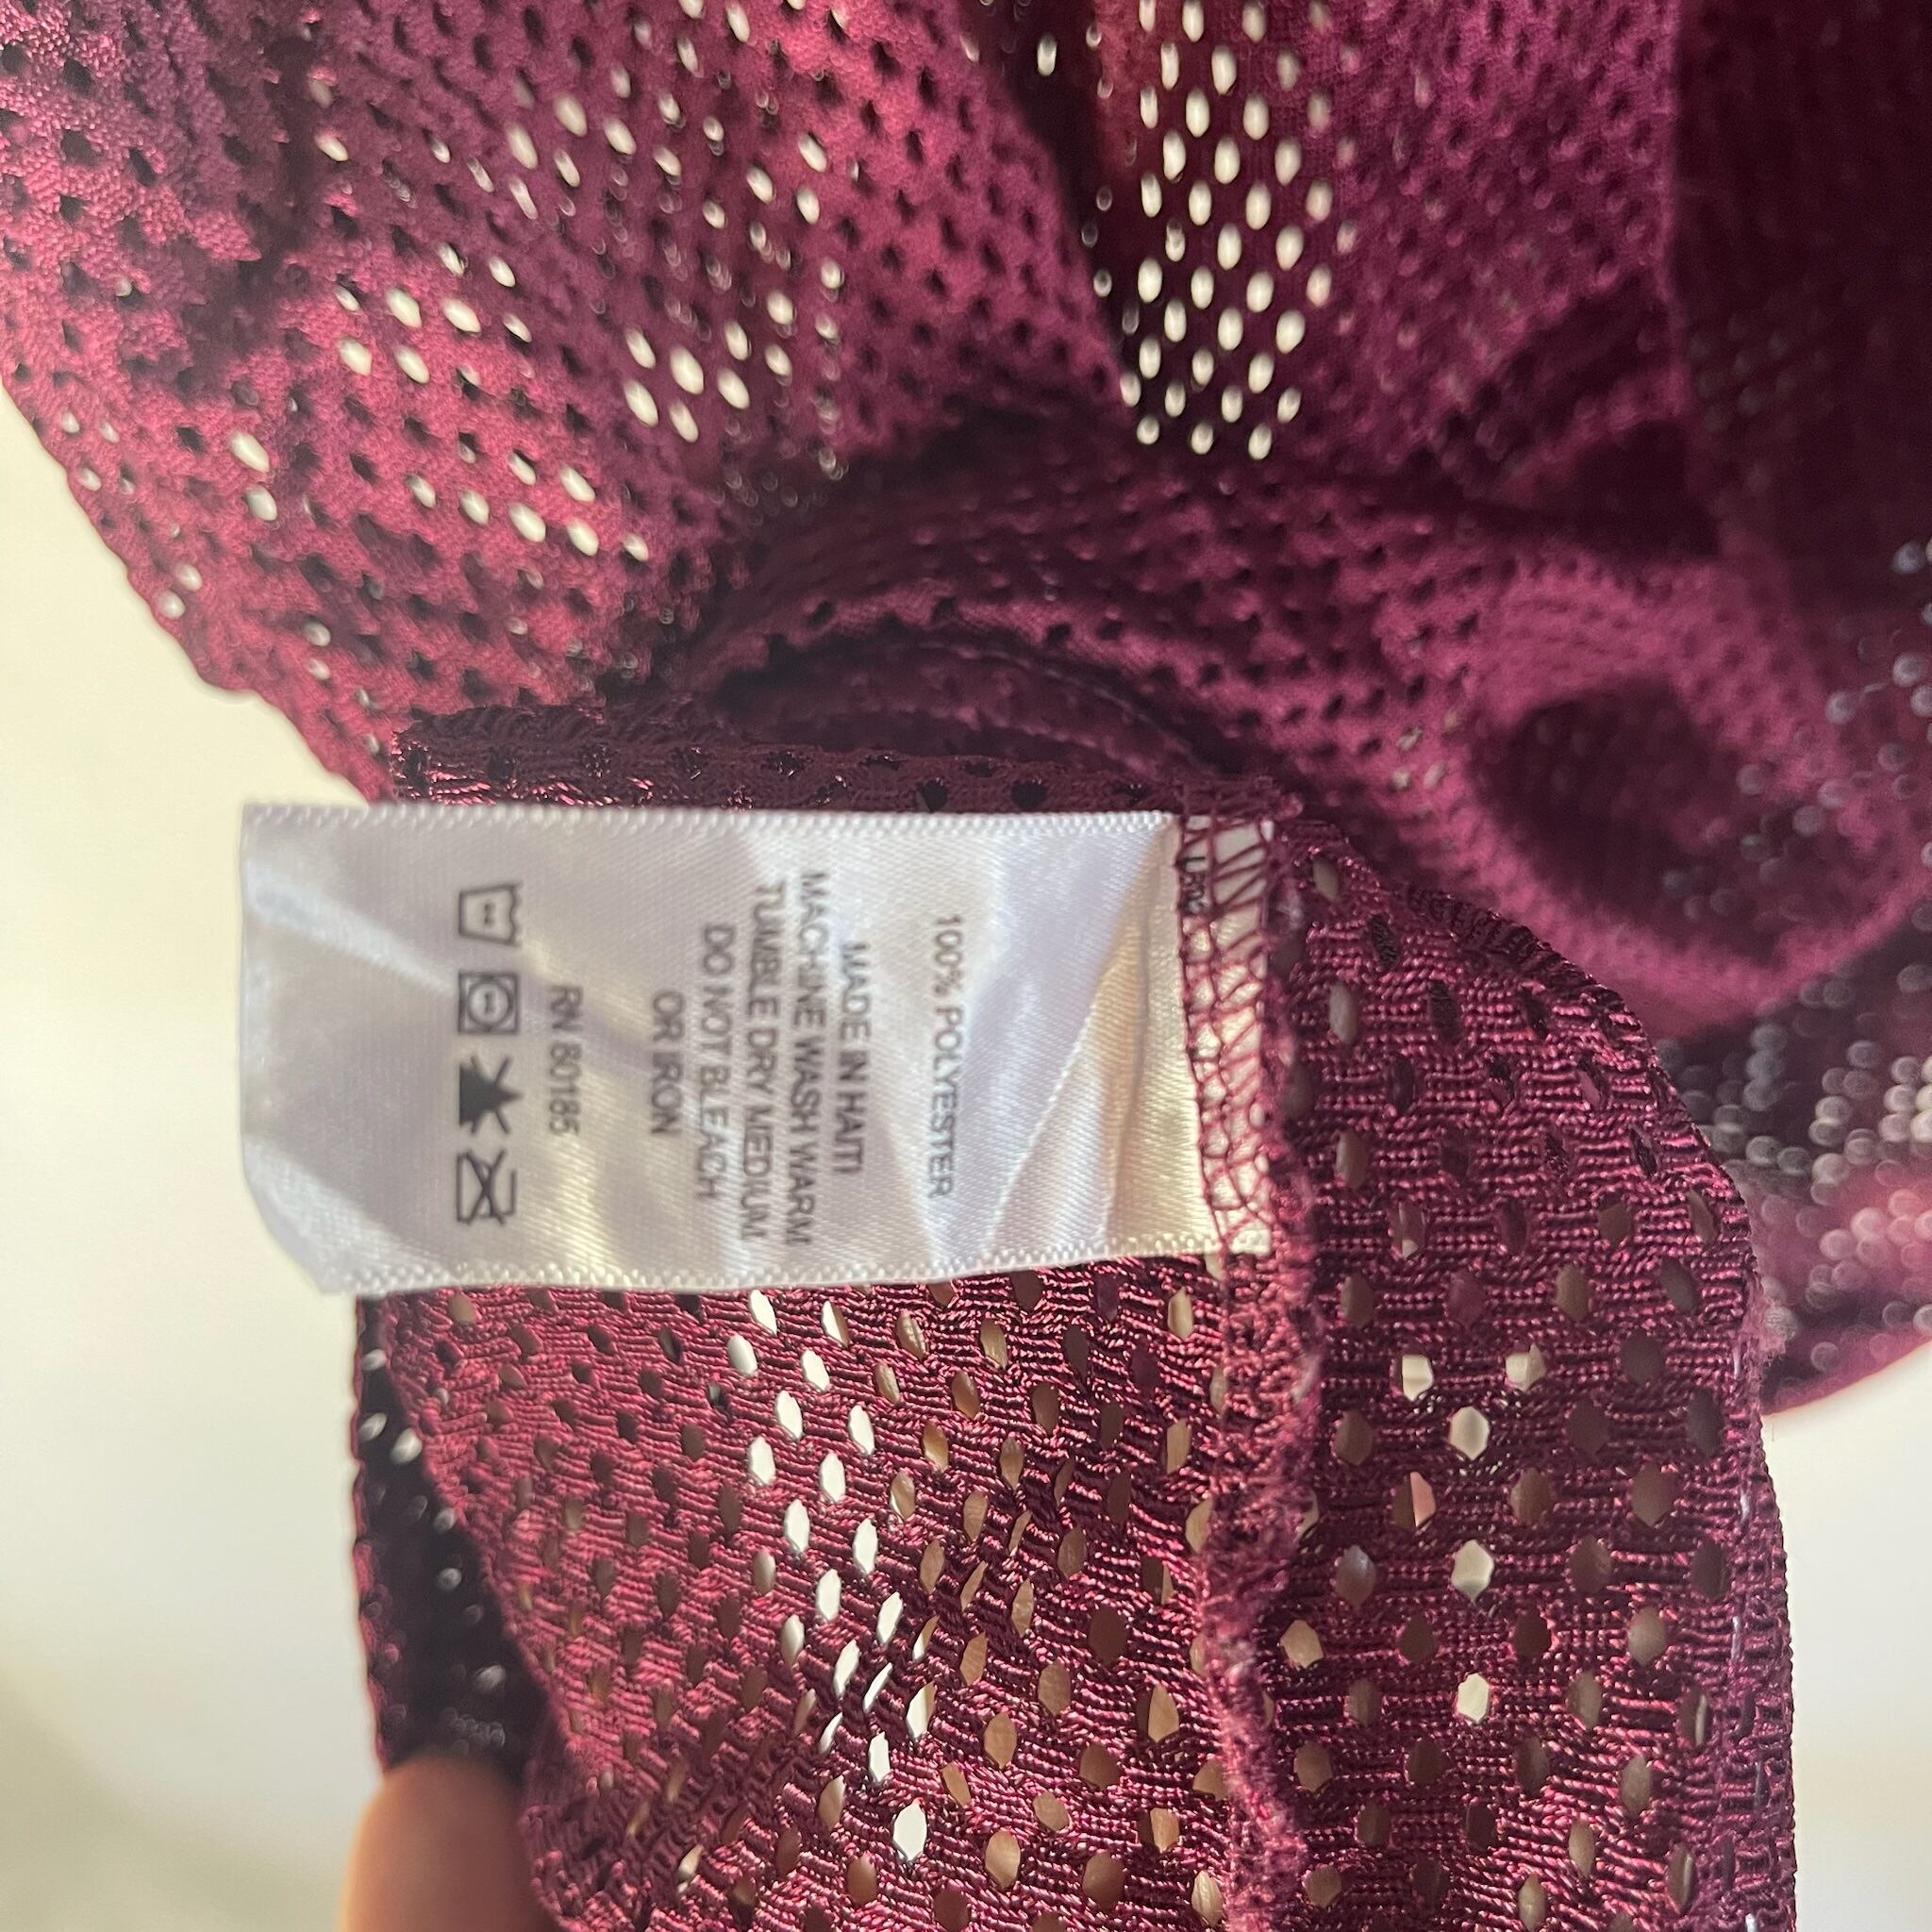 100% POLYESTER
MADE IN HAITI
MACHINE WASH WARM
TUMBLE DRY MEDIUM
DO NOT BLEACH
OR IRON
RN 80185